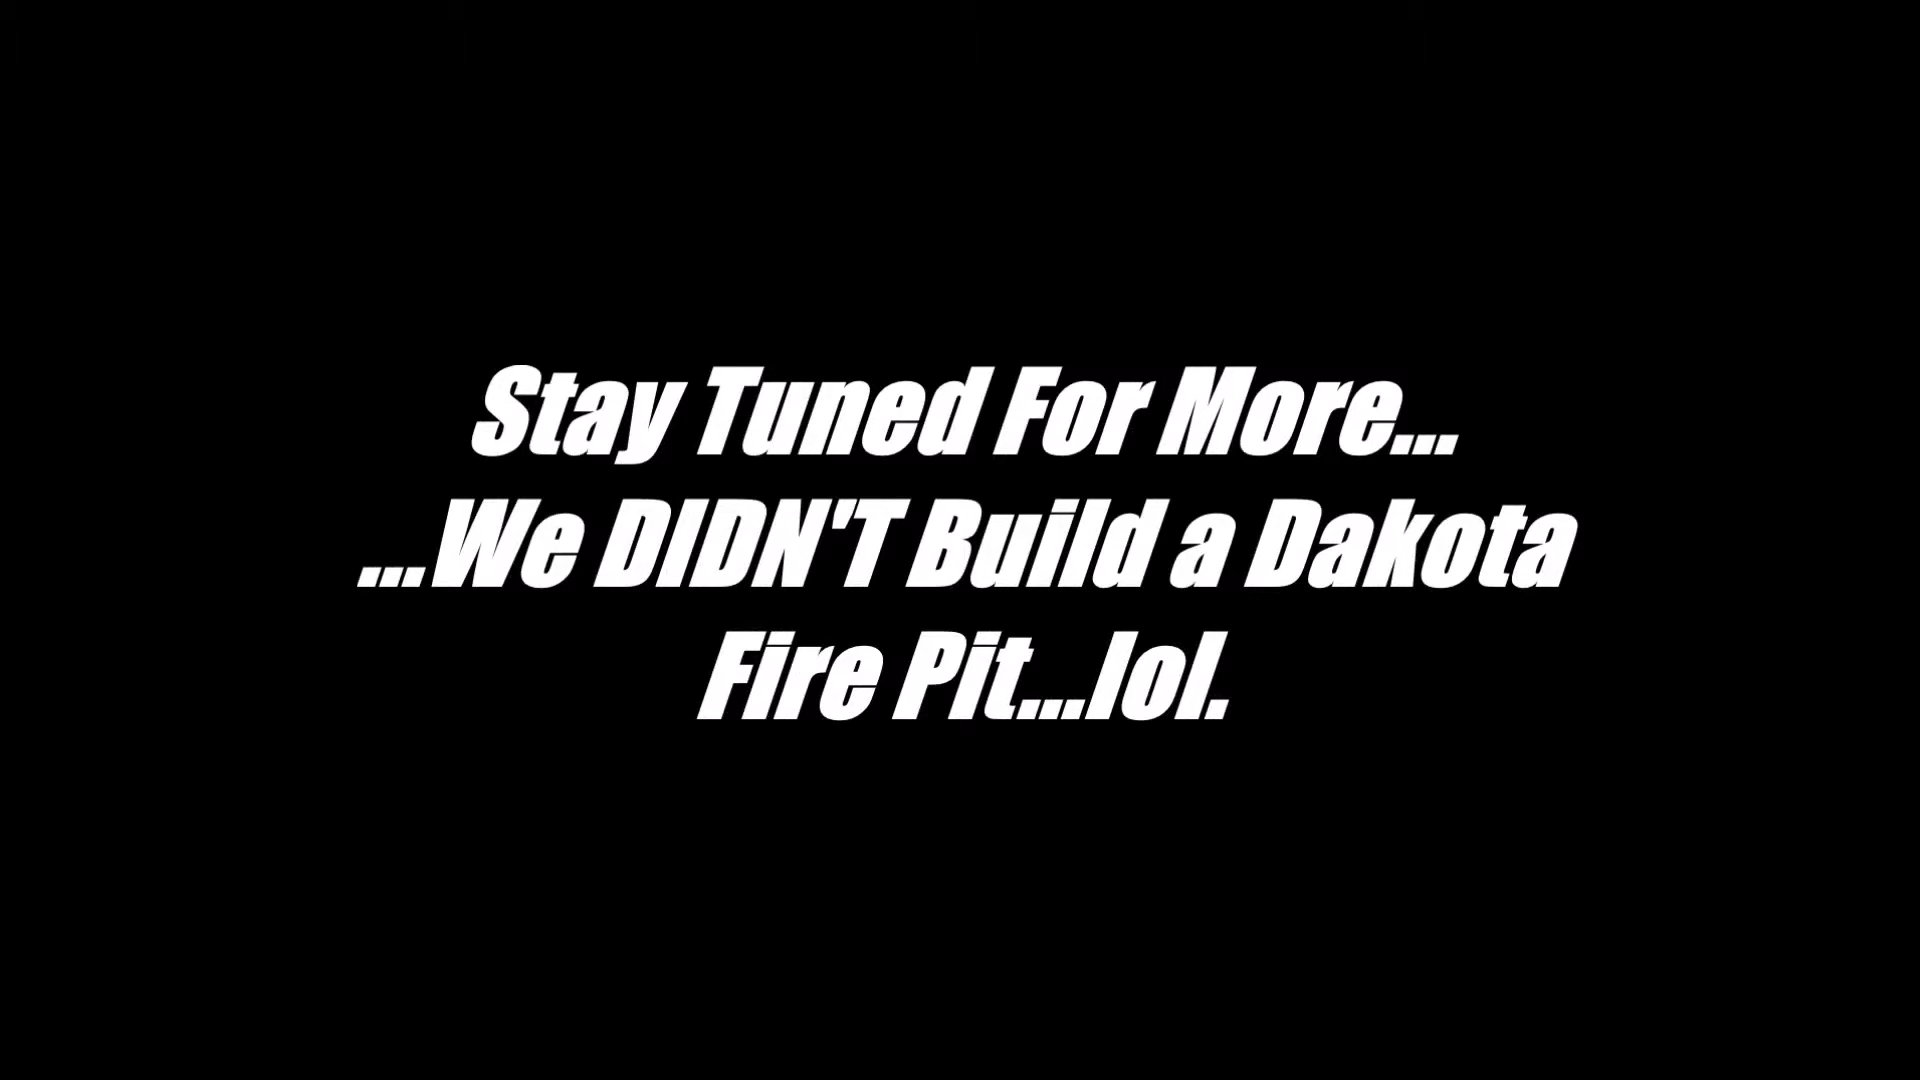 Stay Tuned For More...
...We DIDN'T Build a Dakota
Fire Pit...lol.